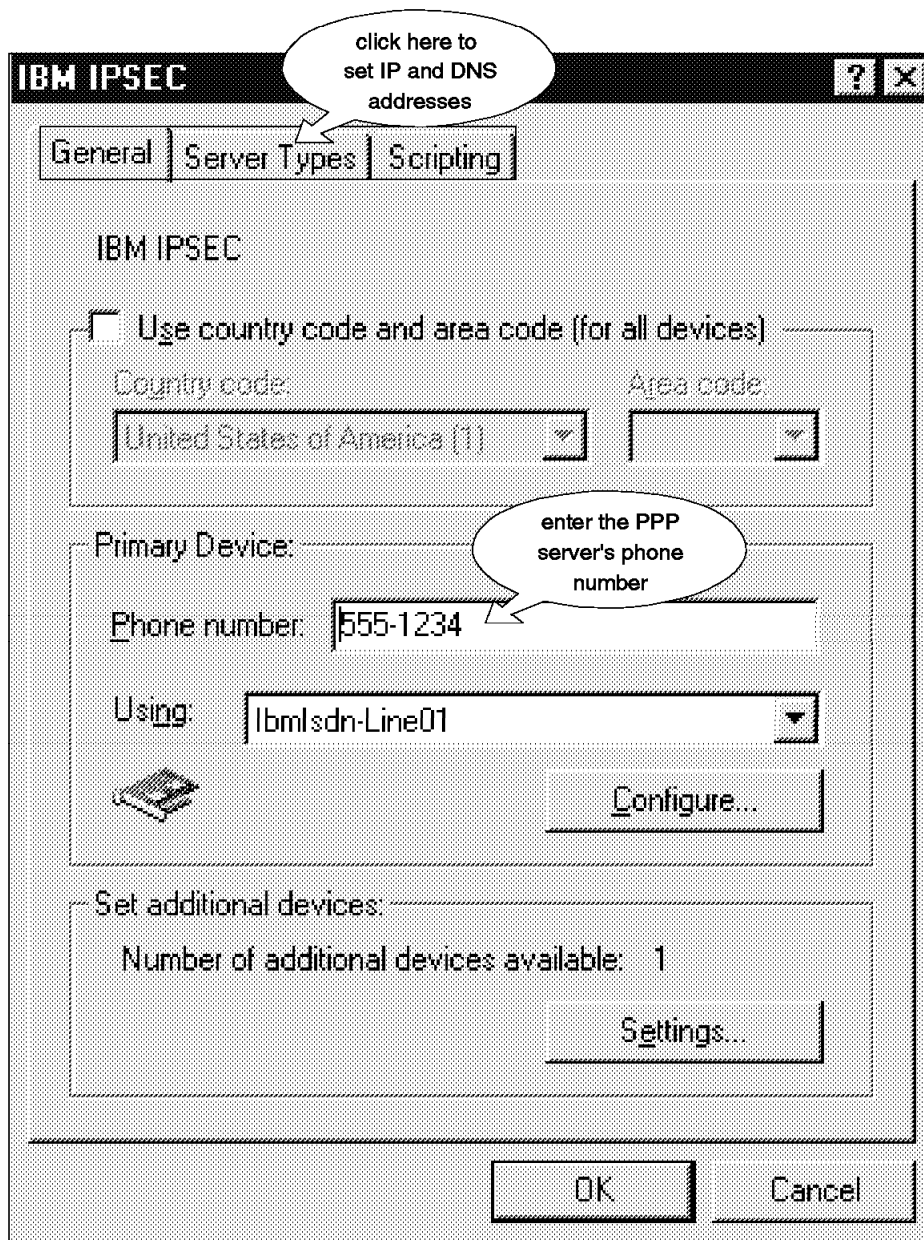 click here to
set IP and DNS
addresses
IBM IPSEC
General
Server Types
Scripting
IBM IPSEC
Use country code and area code (for all devices)
Country code:
Area code:
United States of America (1)
enter the PPP
server's phone
number
Primary Device:
Phone number:
555-1234
Using:
IbmIsdn-Line01
Configure...
Set additional devices:
Number of additional devices available: 1
Settings...
OK
Cancel